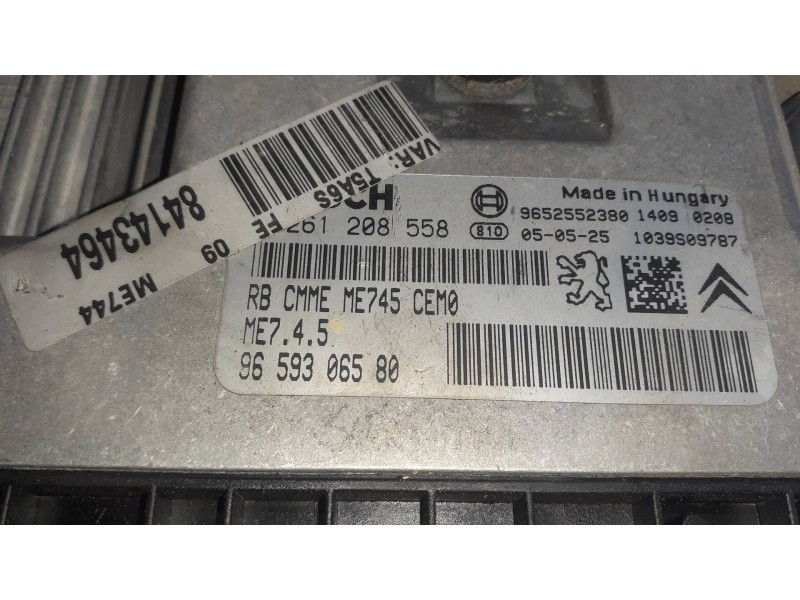 VAR:
T5A6S FE
84143464
09
ME744
CH
Made in Hungary
261 208 558
810
9652552380 1409 0208
05-05-25 1039S09787
RB CMME ME745 CEM0
ME7.4.5
96 593 065 80